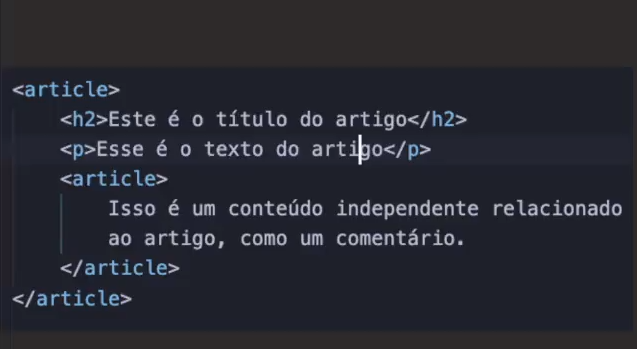 <article>
<h2>Este é o título do artigo</h2>
<p>Esse é o texto do artigo</p>
<article>
Isso é um conteúdo independente relacionado
ao artigo, como um comentário.
</article>
</article>